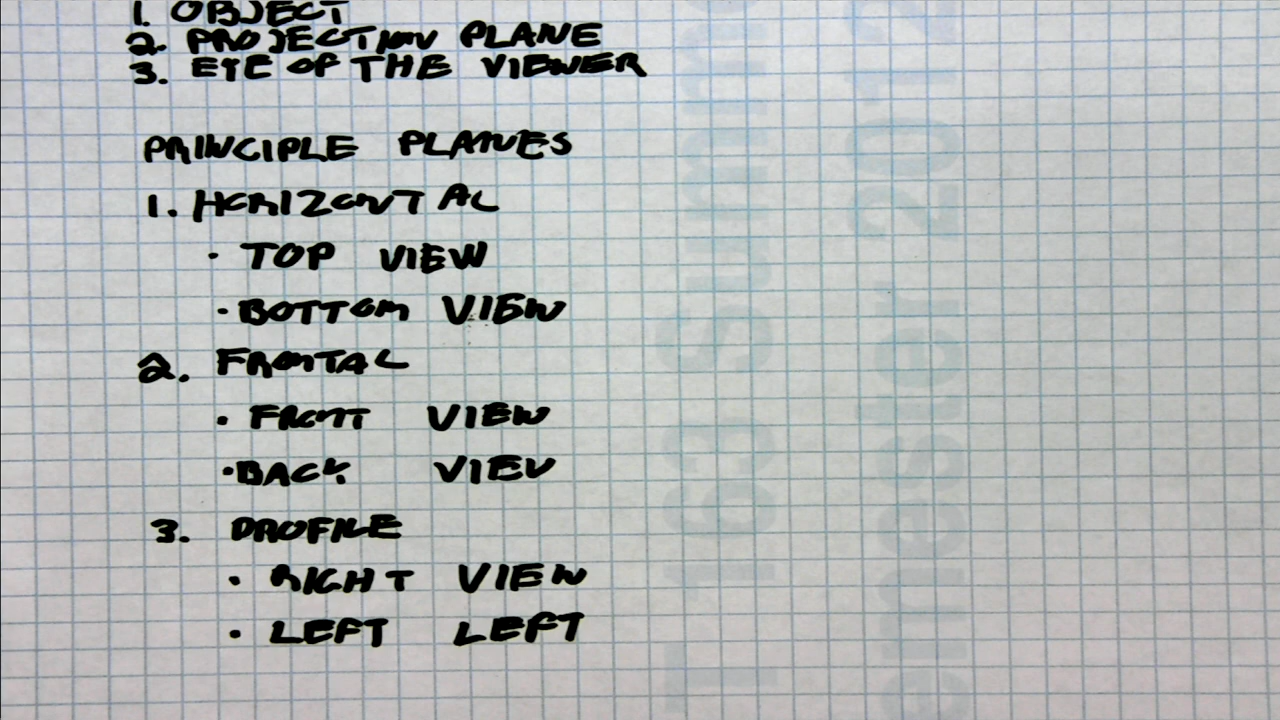 1. OBJECT
2. PROJECTION PLANE
3. EYE OF THE VIEWER
PRINCIPLE PLANES
1. HORIZONTAL
· TOP VIEW
· BOTTOM VIEW
2. FRONTAL
· FRONT VIEW
· BACK VIEW
3. PROFILE
· RIGHT VIEW
· LEFT LEFT